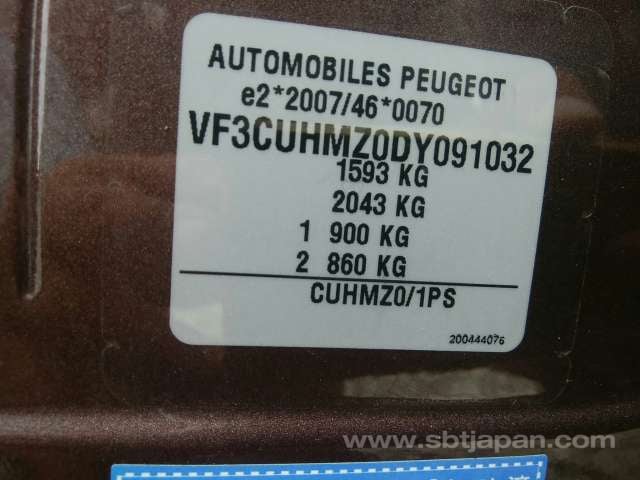 AUTOMOBILES PEUGEOT
e2*2007/46*0070
VF3CUHMZ0DY091032
1593 KG
2043 KG
1 900 KG
2 860 KG
CUHMZ0/1PS
200444076
www.sbtjapan.com